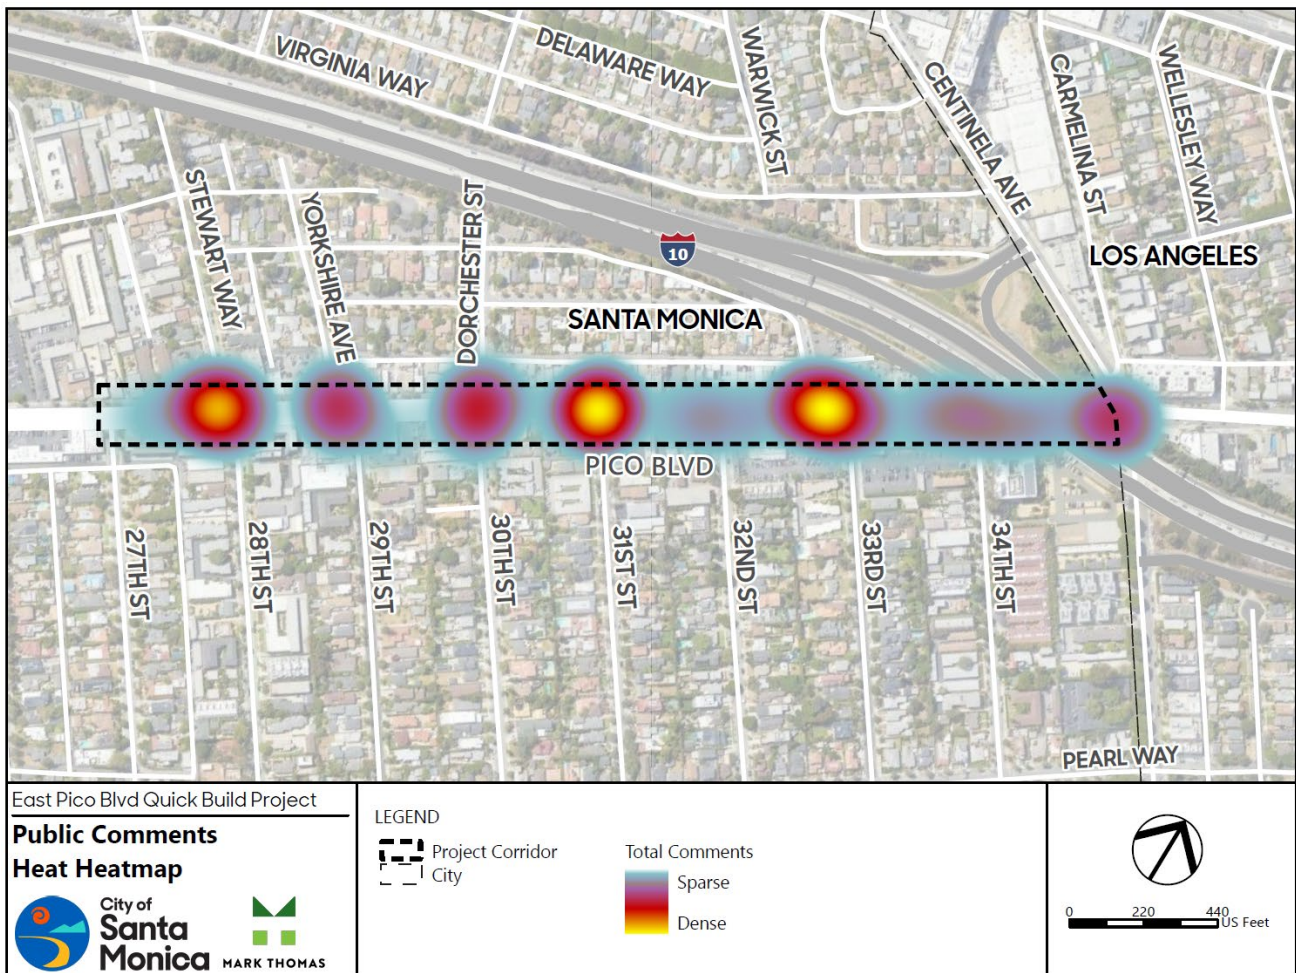 VIRGINIA WAY
DELAWARE WAY
WARWICK ST
CENTINELA AVE
CARMELINA ST
WELLESLEY WAY
STEWART WAY
YORKSHIRE AVE
DORCHESTER ST
10
LOS ANGELES
SANTA MONICA
PICO BLVD
27TH ST
28TH ST
29TH ST
30TH ST
31ST ST
32ND ST
33RD ST
34TH ST
PEARL WAY
East Pico Blvd Quick Build Project
Public Comments
Heat Heatmap
City of
Santa
Monica
MARK THOMAS
LEGEND
Project Corridor
City
Total Comments
Sparse
Dense
0 220 440
US Feet